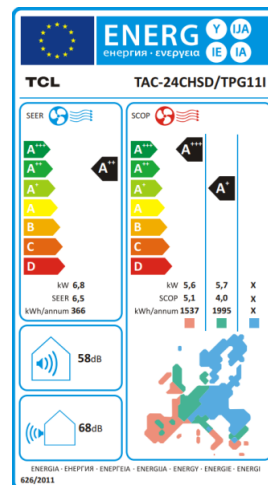 ENERG Y IJA
енергия · ενεργεια IE IA
TCL TAC-24CHSD/TPG11I
SEER SCOP
A+++ A+++ A+++
A++ A++ A++
A+ A+ A+
A A
B B
C C
D D
kW 6,8 kW 5,6 5,7 X
SEER 6,5 SCOP 5,1 4,0 X
kWh/annum 366 kWh/annum 1537 1995 X
58dB
68dB
ENERGIA · ЕНЕРГИЯ · ΕΝΕΡΓΕΙΑ · ENERGIJA · ENERGY · ENERGIE · ENERGI
626/2011